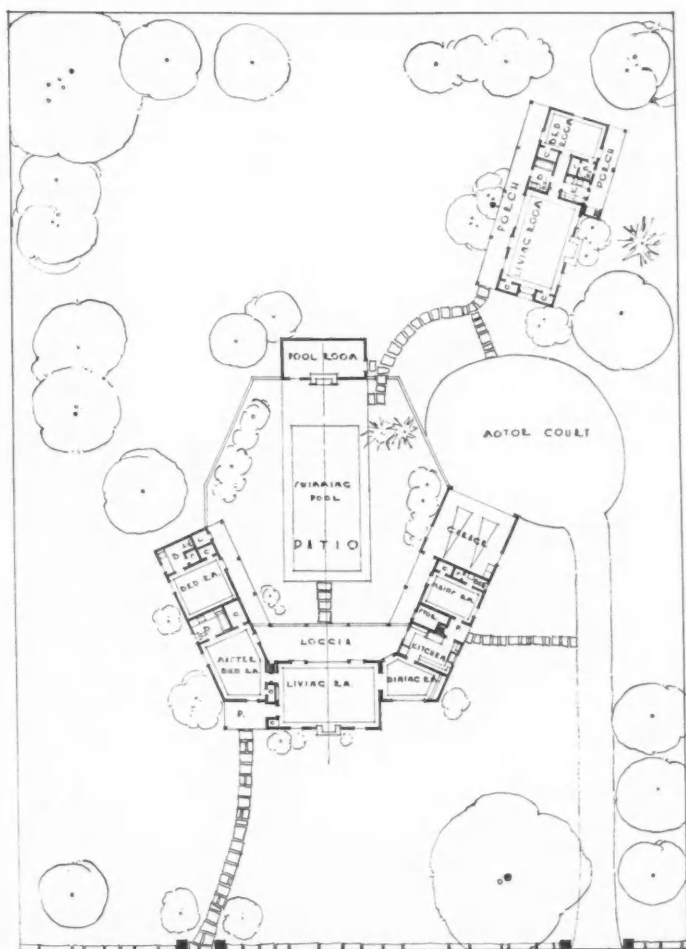 BED
ROOM
C
D
PORCH
PORCH
LIVING ROOM
C
C
POOL ROOM
MOTOR COURT
SWIMMING
POOL
PATIO
GARAGE
D
C
L
BED RM.
C
MAIDS RM.
C
STOR.
P.
KITCHEN
LOGGIA
MASTER
BED RM.
LIVING RM.
DINING RM.
P.
C